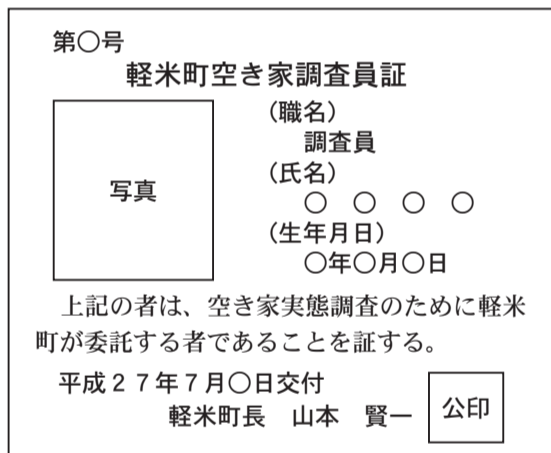 第○号
軽米町空き家調査員証
写真
（職名）
調査員
（氏名）
○ ○ ○ ○
（生年月日）
○年○月○日
上記の者は、空き家実態調査のために軽米
町が委託する者であることを証する。
平成２７年７月○日交付
軽米町長 山本 賢一
公印